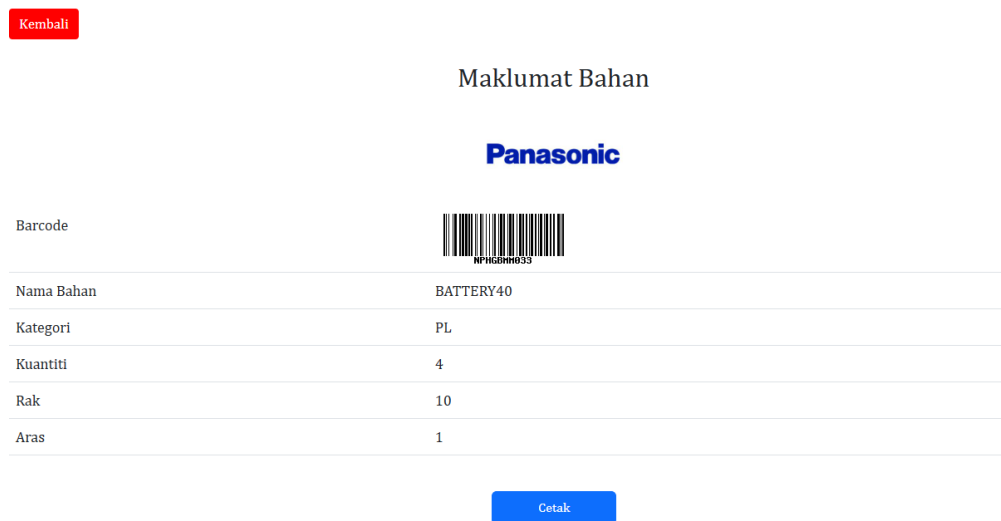 Kembali
Maklumat Bahan
Panasonic
Barcode
NPHGBMM033
Nama Bahan BATTERY40
Kategori PL
Kuantiti 4
Rak 10
Aras 1
Cetak